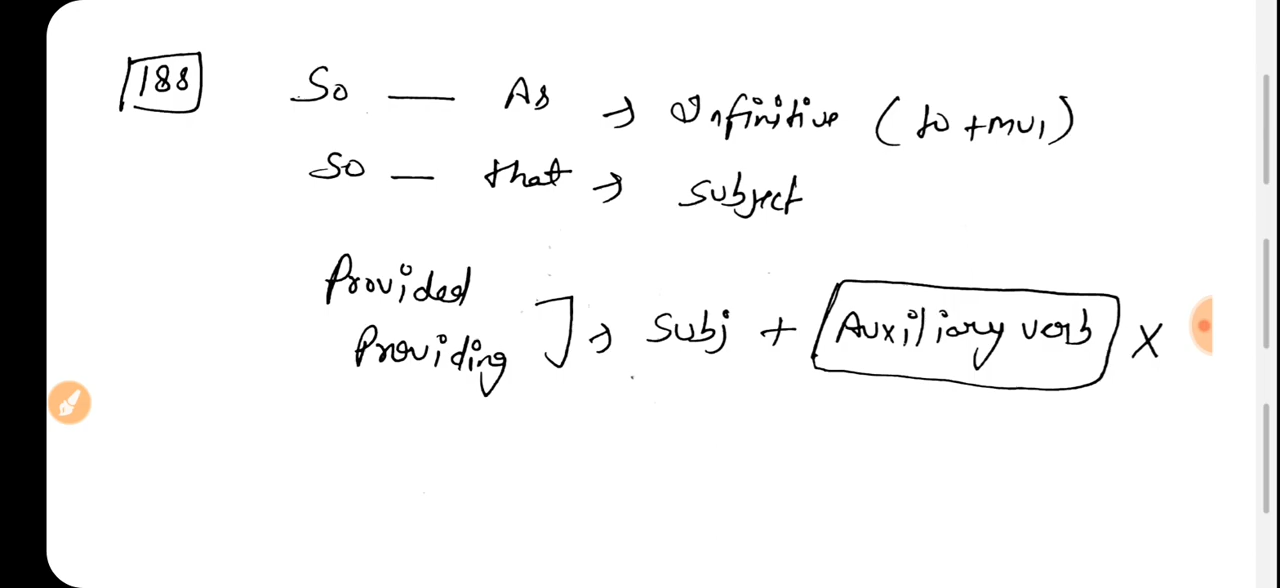 188
So — As → Infinitive (to +mv1)
So — that → Subject
Provided
Providing ] → Subj + Auxiliary verb X